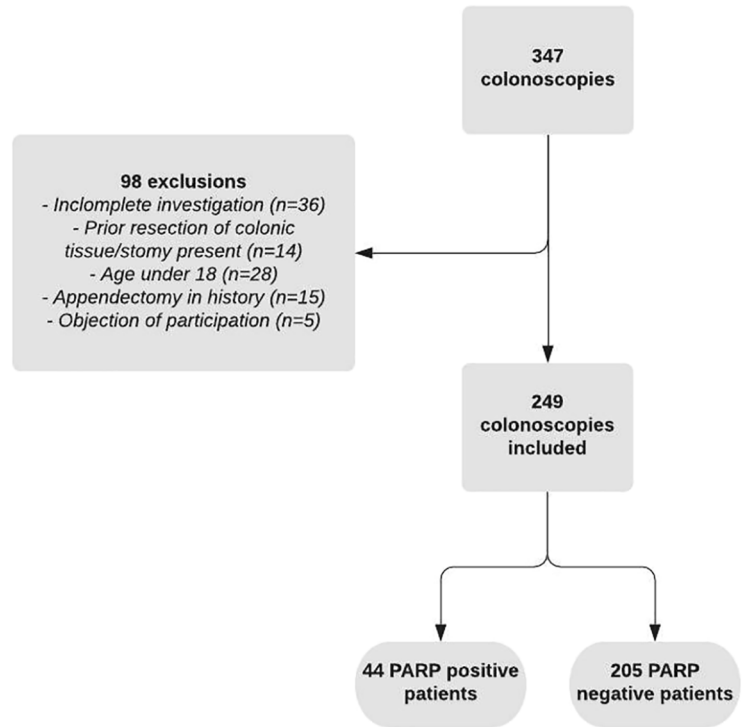 347
colonoscopies
98 exclusions
- Inclomplete investigation (n=36)
- Prior resection of colonic
tissue/stomy present (n=14)
- Age under 18 (n=28)
- Appendectomy in history (n=15)
- Objection of participation (n=5)
249
colonoscopies
included
44 PARP positive
patients
205 PARP
negative patients